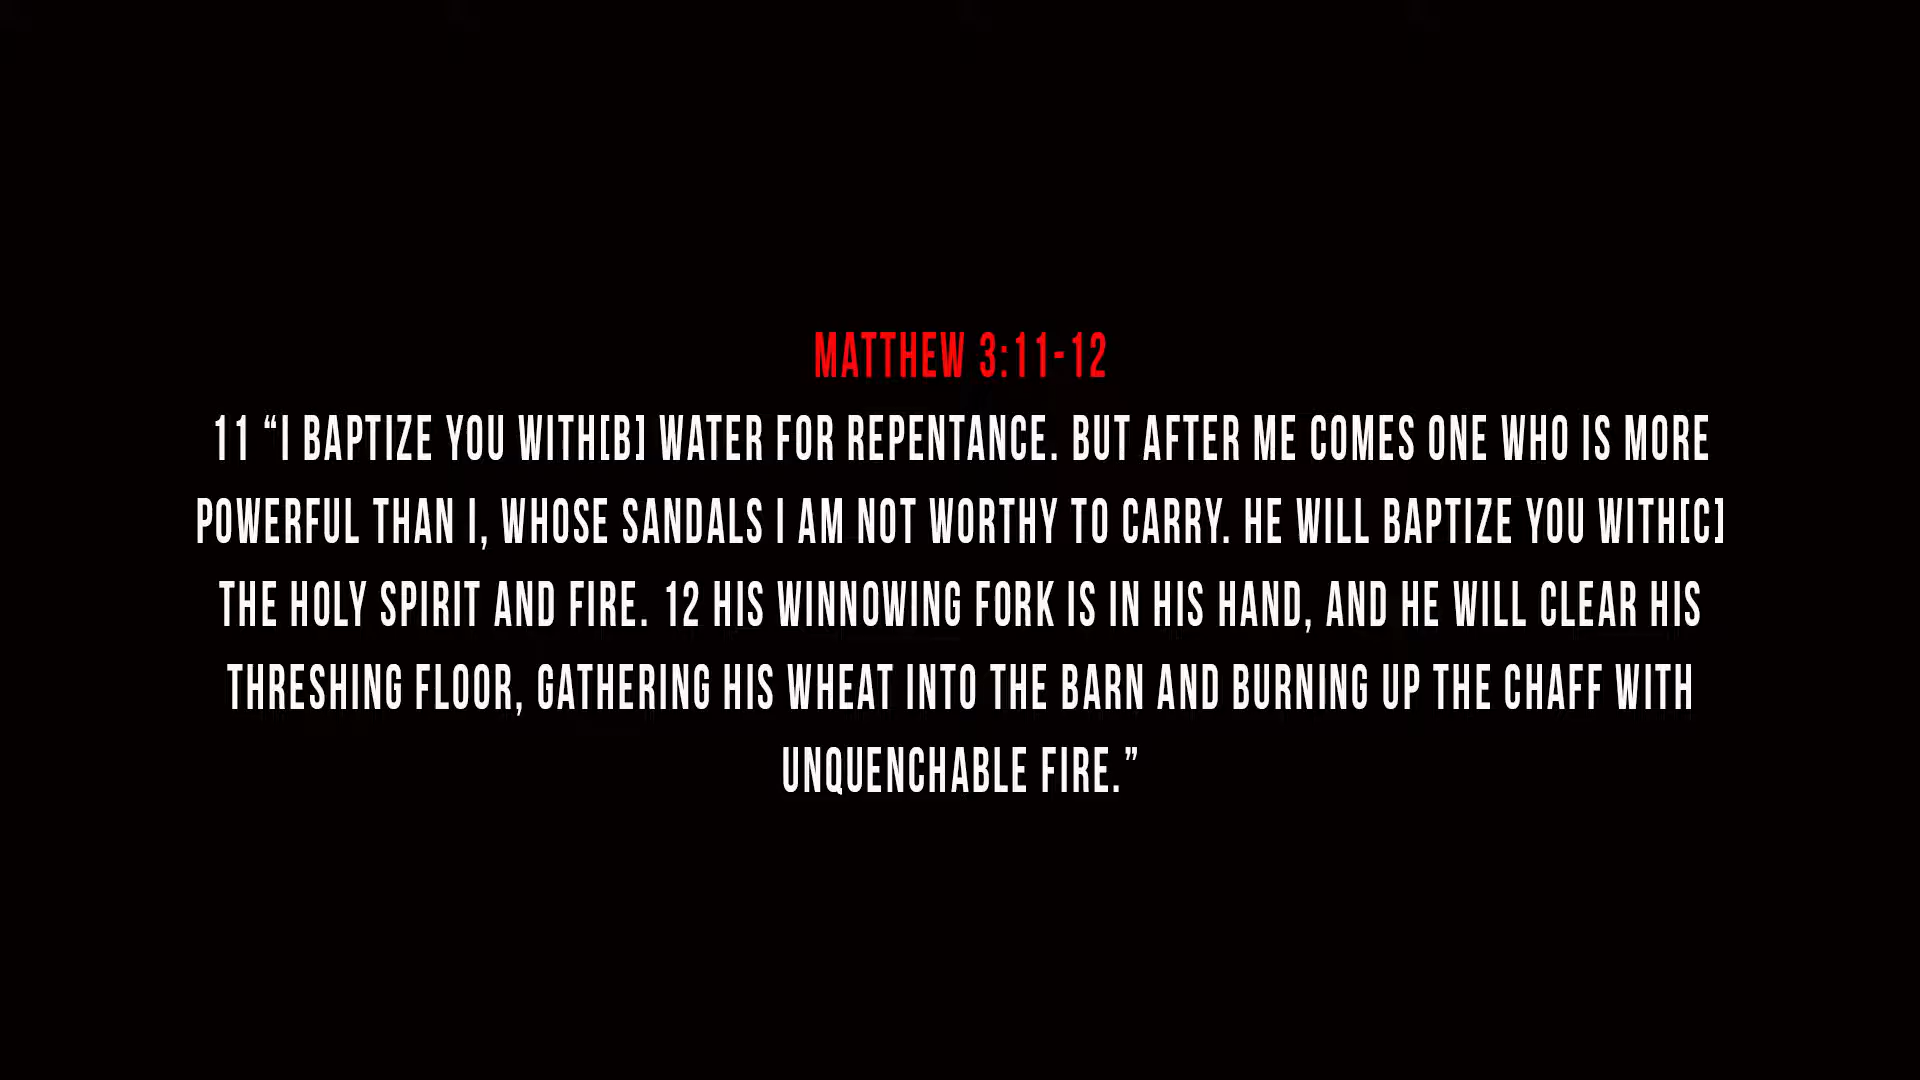 MATTHEW 3:11-12
11 “I BAPTIZE YOU WITH[B] WATER FOR REPENTANCE. BUT AFTER ME COMES ONE WHO IS MORE
POWERFUL THAN I, WHOSE SANDALS I AM NOT WORTHY TO CARRY. HE WILL BAPTIZE YOU WITH[C]
THE HOLY SPIRIT AND FIRE. 12 HIS WINNOWING FORK IS IN HIS HAND, AND HE WILL CLEAR HIS
THRESHING FLOOR, GATHERING HIS WHEAT INTO THE BARN AND BURNING UP THE CHAFF WITH
UNQUENCHABLE FIRE.”